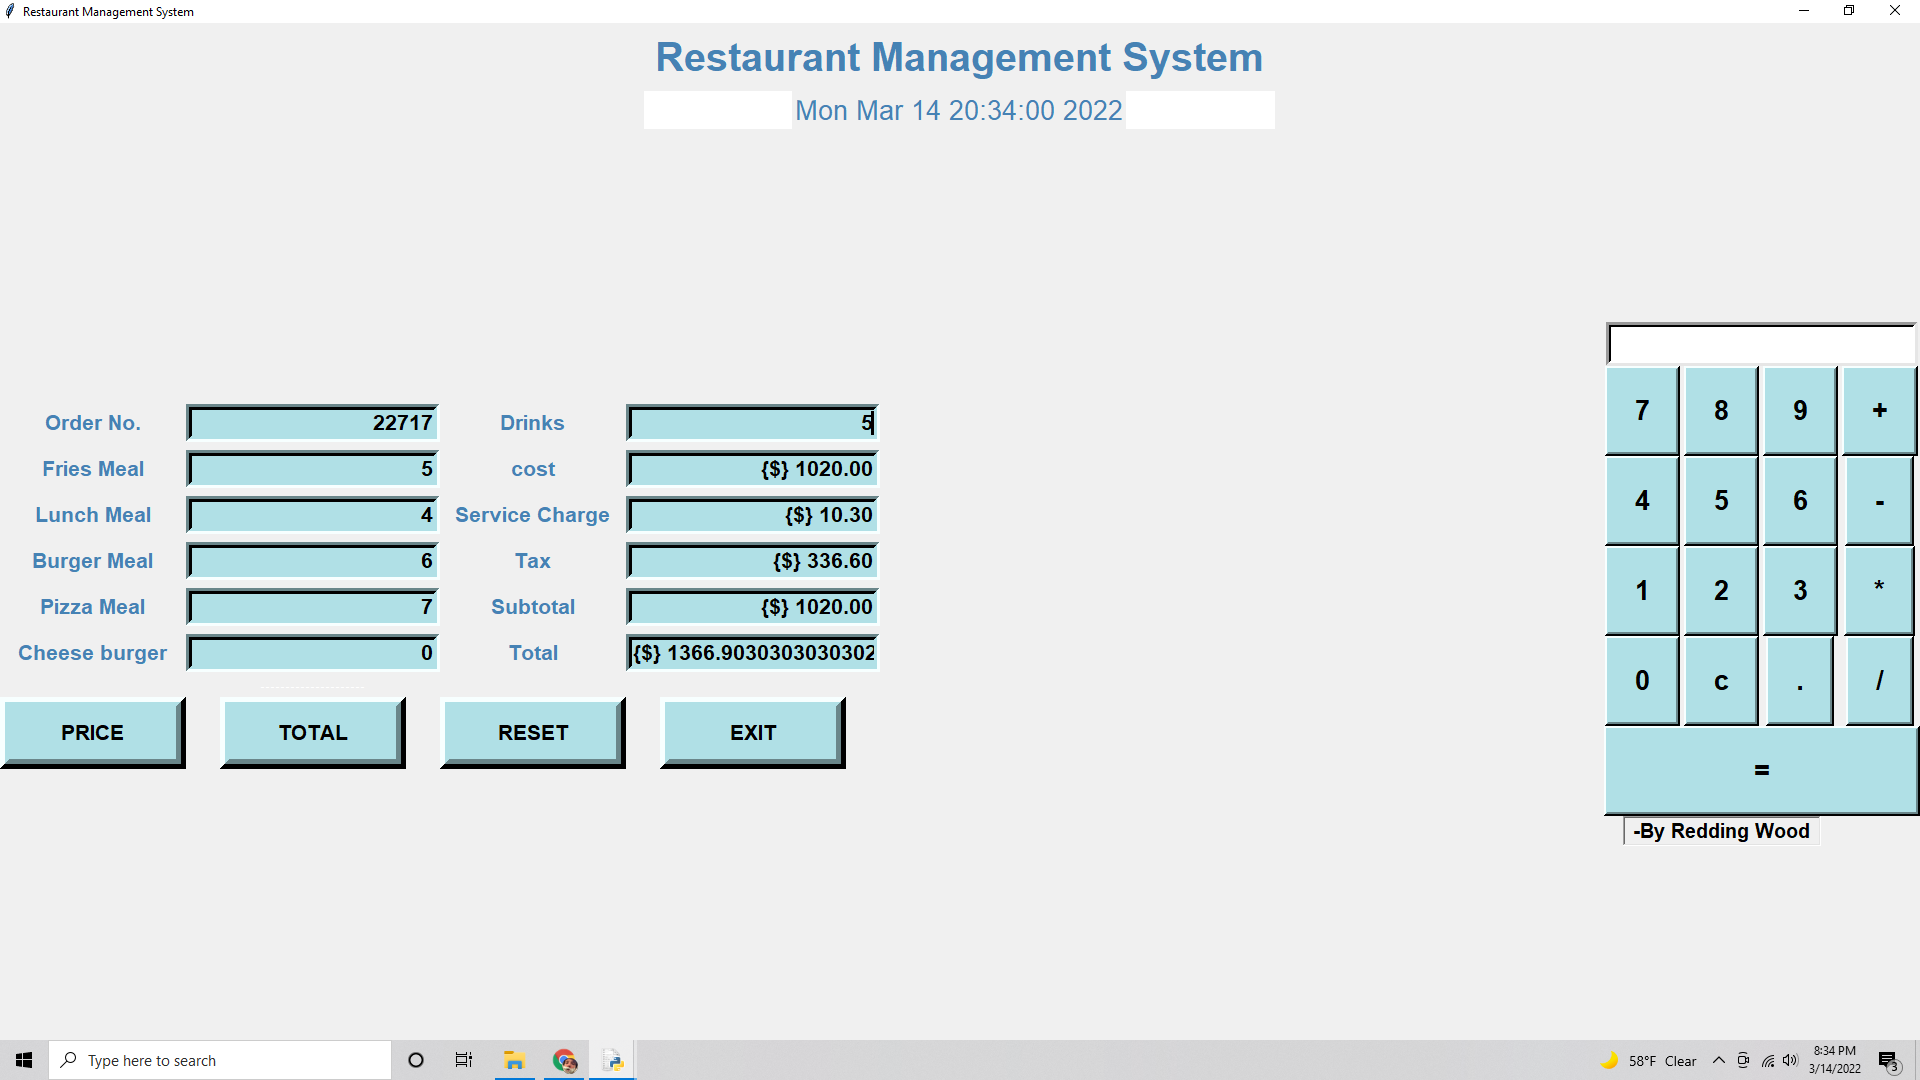 Restaurant Management System
Restaurant Management System
Mon Mar 14 20:34:00 2022
Order No. 22717 Drinks 5
Fries Meal 5 cost {$} 1020.00
Lunch Meal 4 Service Charge {$} 10.30
Burger Meal 6 Tax {$} 336.60
Pizza Meal 7 Subtotal {$} 1020.00
Cheese burger 0 Total {$} 1366.9030303030302
PRICE TOTAL RESET EXIT
7 8 9 +
4 5 6 -
1 2 3 *
0 c . /
=
-By Redding Wood
Type here to search
58°F Clear
8:34 PM
3/14/2022
3